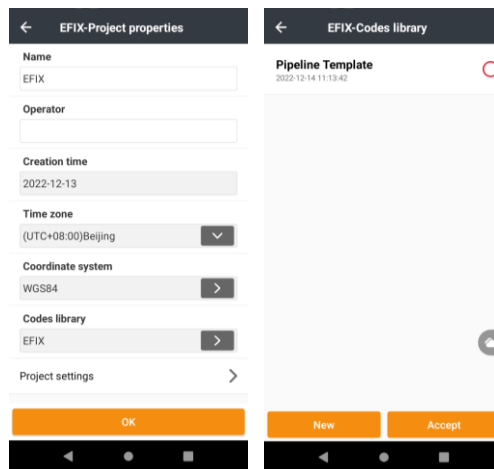 EFIX-Project properties
Name
EFIX
Operator
Creation time
2022-12-13
Time zone
(UTC+08:00)Beijing
Coordinate system
WGS84
Codes library
EFIX
Project settings
OK
EFIX-Codes library
Pipeline Template
2022-12-14 11:13:42
New
Accept